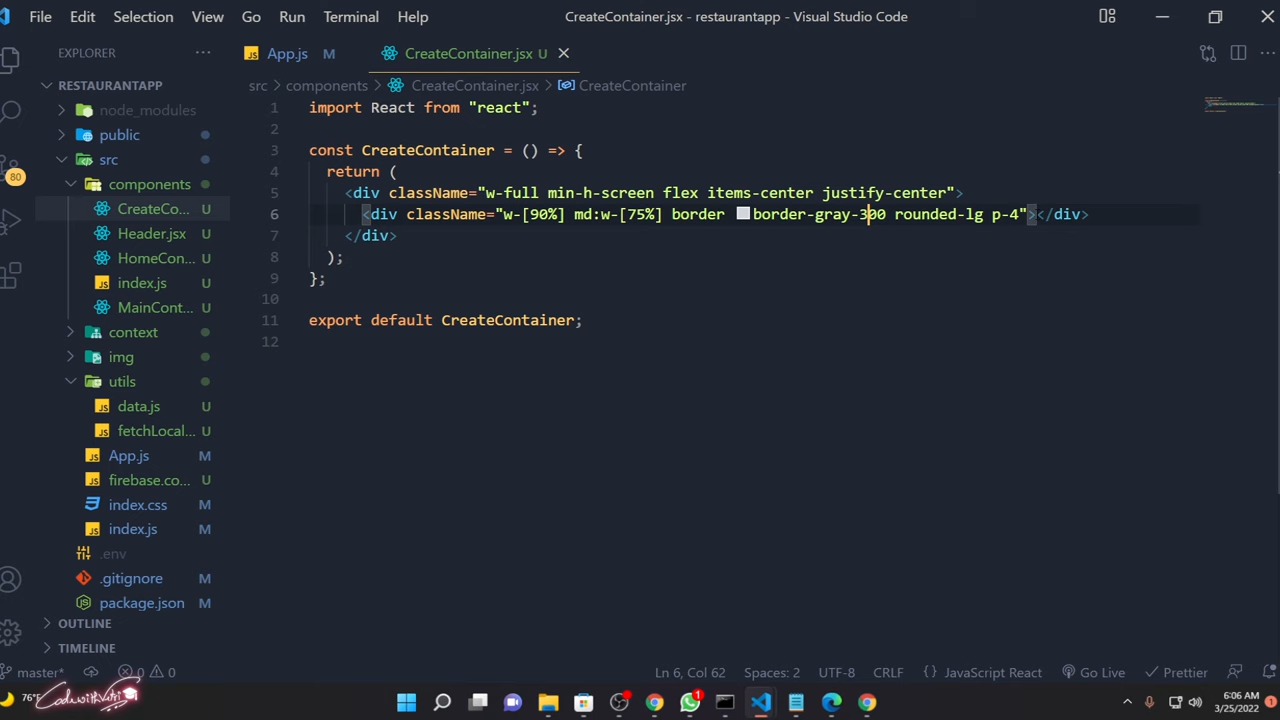 File Edit Selection View Go Run Terminal Help CreateContainer.jsx - restaurantapp - Visual Studio Code
EXPLORER ... App.js M CreateContainer.jsx U
RESTAURANTAPP src > components > CreateContainer.jsx > CreateContainer
node_modules
public
src
components
CreateCo... U
Header.jsx U
HomeCon... U
index.js U
MainCont... U
context
img
utils
data.js U
fetchLocal... U
App.js M
firebase.co... U
index.css M
index.js M
.env
.gitignore M
package.json M
OUTLINE
TIMELINE
1 import React from "react";
2
3 const CreateContainer = () => {
4 return (
5 <div className="w-full min-h-screen flex items-center justify-center">
6 <div className="w-[90%] md:w-[75%] border border-gray-300 rounded-lg p-4"></div>
7 </div>
8 );
9 };
10
11 export default CreateContainer;
12
80
master* 0 0 Ln 6, Col 62 Spaces: 2 UTF-8 CRLF {} JavaScript React Go Live Prettier
76° 1 6:06 AM
3/25/2022